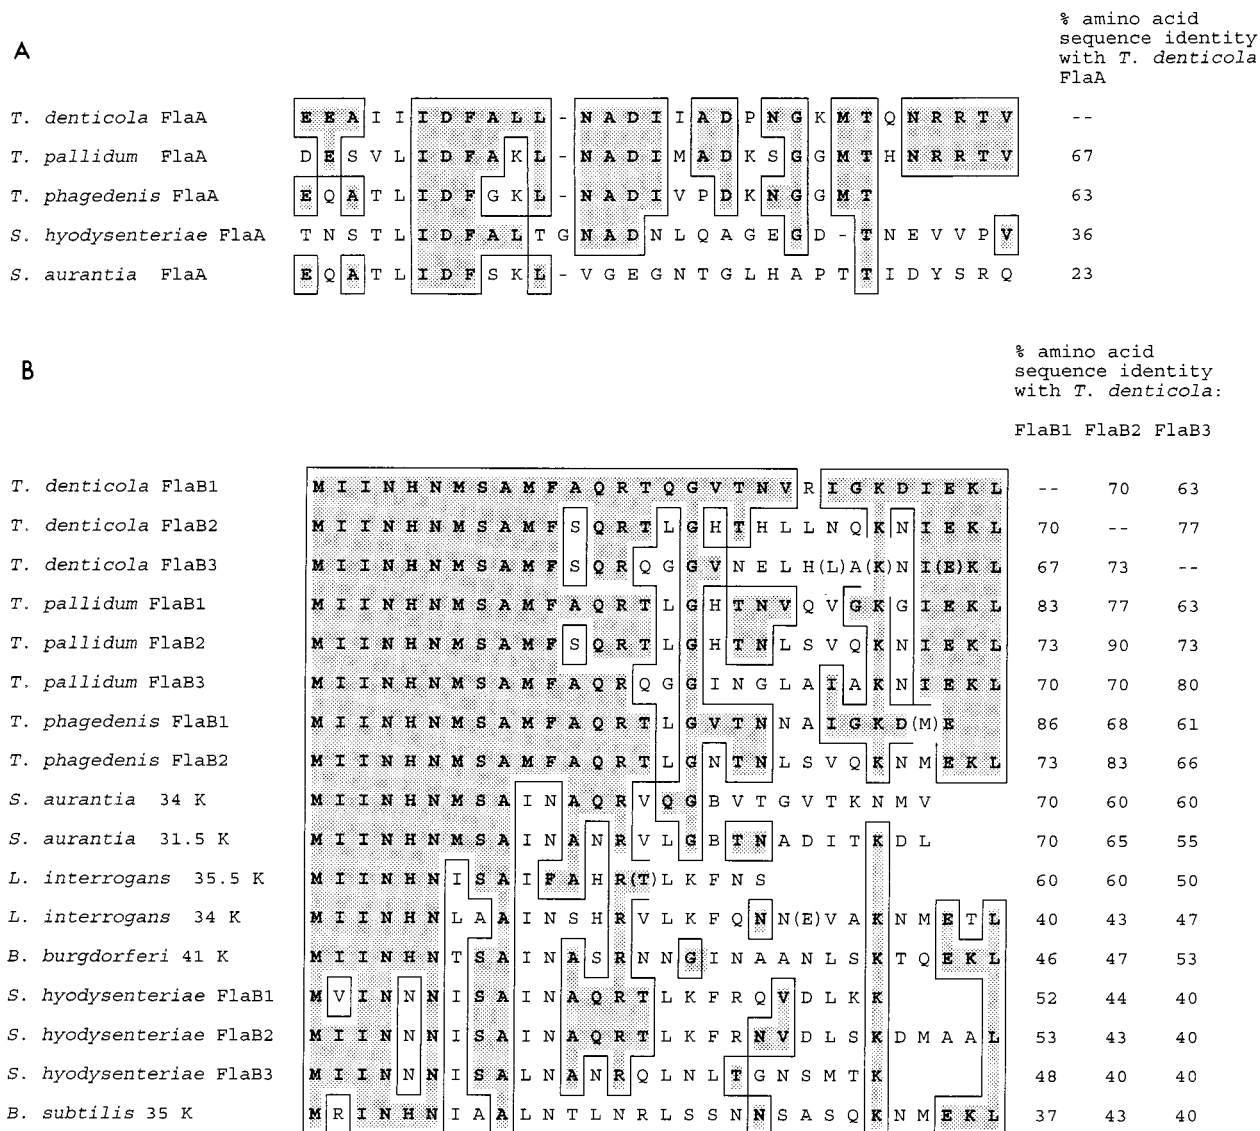 A
% amino acid
sequence identity
with T. denticola
FlaA
T. denticola FlaA E E A I I I D F A L L - N A D I I A D P N G K M T Q N R R T V --
T. pallidum FlaA D E S V L I D F A K L - N A D I M A D K S G G M T H N R R T V 67
T. phagedenis FlaA E Q A T L I D F G K L - N A D I V P D K N G G M T 63
S. hyodysenteriae FlaA T N S T L I D F A L T G N A D N L Q A G E G D - T N E V V P V 36
S. aurantia FlaA E Q A T L I D F S K L - V G E G N T G L H A P T T I D Y S R Q 23
B
% amino acid
sequence identity
with T. denticola:
FlaB1 FlaB2 FlaB3
T. denticola FlaB1 M I I N H N M S A M F A Q R T Q G V T N V R I G K D I E K L -- 70 63
T. denticola FlaB2 M I I N H N M S A M F S Q R T L G H T H L L N Q K N I E K L 70 -- 77
T. denticola FlaB3 M I I N H N M S A M F S Q R Q G G V N E L H (L) A (K) N I (E) K L 67 73 --
T. pallidum FlaB1 M I I N H N M S A M F A Q R T L G H T N V Q V G K G I E K L 83 77 63
T. pallidum FlaB2 M I I N H N M S A M F S Q R T L G H T N L S V Q K N I E K L 73 90 73
T. pallidum FlaB3 M I I N H N M S A M F A Q R Q G G I N G L A I A K N I E K L 70 70 80
T. phagedenis FlaB1 M I I N H N M S A M F A Q R T L G V T N N A I G K D (M) E 86 68 61
T. phagedenis FlaB2 M I I N H N M S A M F A Q R T L G N T N L S V Q K N M E K L 73 83 66
S. aurantia 34 K M I I N H N M S A I N A Q R V Q G B V T G V T K N M V 70 60 60
S. aurantia 31.5 K M I I N H N M S A I N A N R V L G B T N A D I T K D L 70 65 55
L. interrogans 35.5 K M I I N H N I S A I F A H R (T) L K F N S 60 60 50
L. interrogans 34 K M I I N H N L A A I N S H R V L K F Q N N (E) V A K N M E T L 40 43 47
B. burgdorferi 41 K M I I N H N T S A I N A S R N N G I N A A N L S K T Q E K L 46 47 53
S. hyodysenteriae FlaB1 M V I N N N I S A I N A Q R T L K F R Q V D L K K 52 44 40
S. hyodysenteriae FlaB2 M I I N N N I S A I N A Q R T L K F R N V D L S K D M A A L 53 43 40
S. hyodysenteriae FlaB3 M I I N N N I S A L N A N R Q L N L T G N S M T K 48 40 40
B. subtilis 35 K M R I N H N I A A L N T L N R L S S N N S A S Q K N M E K L 37 43 40